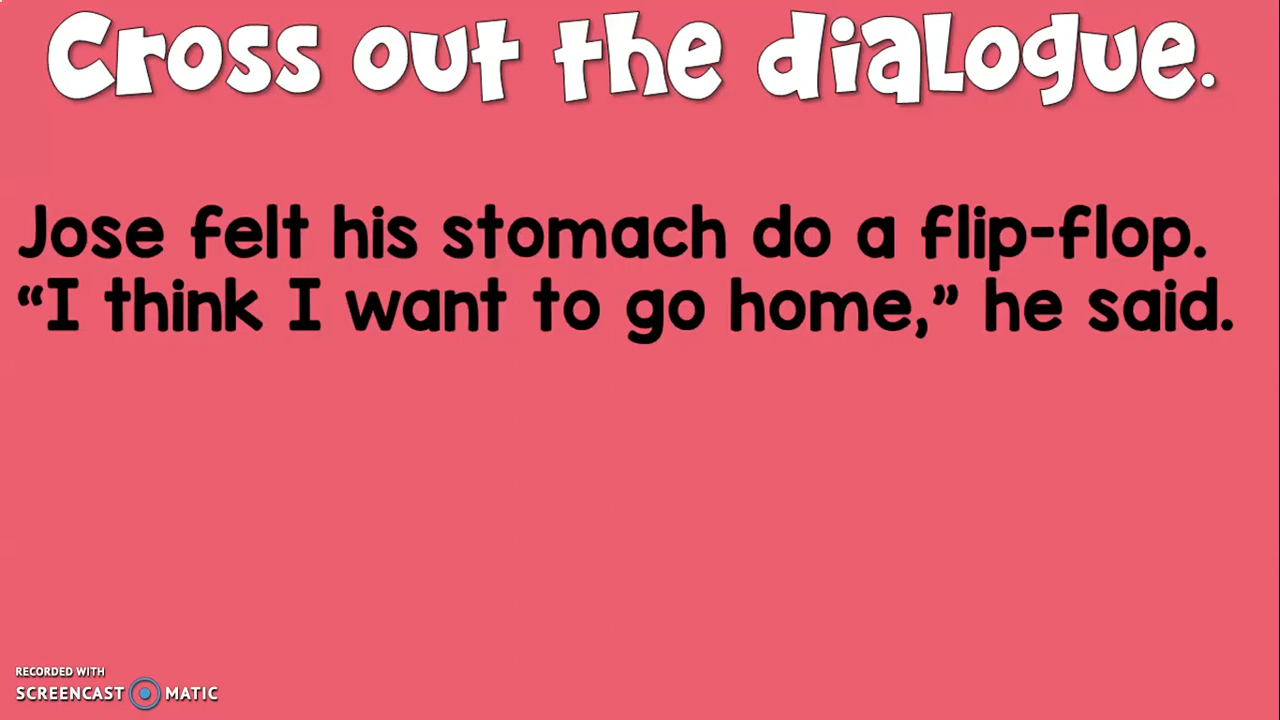 Cross out the dialogue.
Jose felt his stomach do a flip-flop.
“I think I want to go home,” he said.
RECORDED WITH
SCREENCAST MATIC